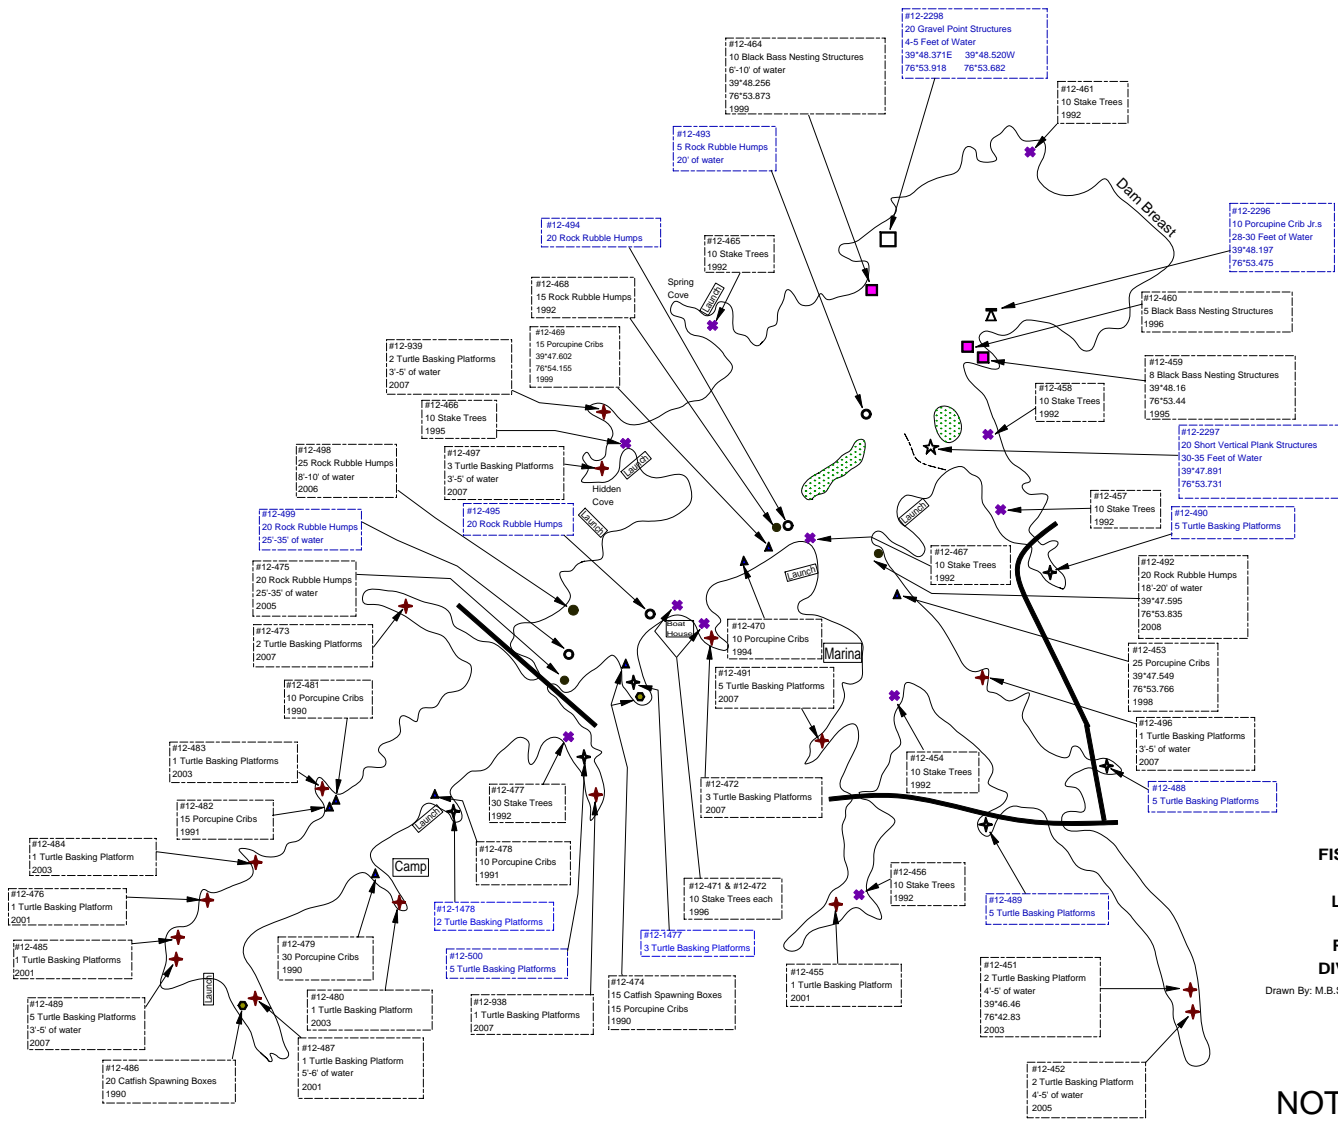 #12-2298
20 Gravel Point Structures
4-5 Feet of Water
39°48.371E 39°48.520W
76°53.918 76°53.682
#12-464
10 Black Bass Nesting Structures
6'-10' of water
39°48.256
76°53.873
1999
#12-461
10 Stake Trees
1992
#12-493
5 Rock Rubble Humps
20' of water
Dam Breast
#12-2296
10 Porcupine Crib Jr.s
28-30 Feet of Water
39°48.197
76°53.475
#12-494
20 Rock Rubble Humps
#12-465
10 Stake Trees
1992
Spring
Cove
Launch
#12-468
15 Rock Rubble Humps
1992
#12-460
5 Black Bass Nesting Structures
1996
#12-469
15 Porcupine Cribs
39°47.602
76°54.155
1999
#12-939
2 Turtle Basking Platforms
3'-5' of water
2007
#12-459
8 Black Bass Nesting Structures
39°48.16
76°53.44
1995
#12-458
10 Stake Trees
1992
#12-466
10 Stake Trees
1995
#12-2297
20 Short Vertical Plank Structures
30-35 Feet of Water
39°47.891
76°53.731
#12-498
25 Rock Rubble Humps
8'-10' of water
2006
#12-497
3 Turtle Basking Platforms
3'-5' of water
2007
Launch
Hidden
Cove
#12-457
10 Stake Trees
1992
#12-490
5 Turtle Basking Platforms
#12-499
20 Rock Rubble Humps
25'-35' of water
#12-495
20 Rock Rubble Humps
Launch
Launch
#12-467
10 Stake Trees
1992
#12-492
20 Rock Rubble Humps
18'-20' of water
39°47.595
76°53.835
2008
#12-475
20 Rock Rubble Humps
25'-35' of water
2005
Launch
#12-473
2 Turtle Basking Platforms
2007
Boat
House
#12-470
10 Porcupine Cribs
1994
Marina
#12-453
25 Porcupine Cribs
39°47.549
76°53.766
1998
#12-491
5 Turtle Basking Platforms
2007
#12-481
10 Porcupine Cribs
1990
#12-496
1 Turtle Basking Platforms
3'-5' of water
2007
#12-483
1 Turtle Basking Platforms
2003
#12-454
10 Stake Trees
1992
#12-477
30 Stake Trees
1992
#12-472
3 Turtle Basking Platforms
2007
#12-488
5 Turtle Basking Platforms
#12-482
15 Porcupine Cribs
1991
Launch
#12-484
1 Turtle Basking Platform
2003
#12-478
10 Porcupine Cribs
1991
Camp
FIS
#12-476
1 Turtle Basking Platform
2001
#12-471 & #12-472
10 Stake Trees each
1996
#12-456
10 Stake Trees
1992
#12-489
5 Turtle Basking Platforms
L
#12-1478
2 Turtle Basking Platforms
#12-1477
3 Turtle Basking Platforms
#12-485
1 Turtle Basking Platform
2001
#12-479
30 Porcupine Cribs
1990
#12-500
5 Turtle Basking Platforms
F
DIV
#12-455
1 Turtle Basking Platform
2001
#12-451
2 Turtle Basking Platform
4'-5' of water
39°46.46
76°42.83
2003
Launch
#12-474
15 Catfish Spawning Boxes
15 Porcupine Cribs
1990
Drawn By: M.B.S
#12-489
5 Turtle Basking Platforms
3'-5' of water
2007
#12-480
1 Turtle Basking Platform
2003
#12-938
1 Turtle Basking Platforms
2007
#12-487
1 Turtle Basking Platform
5'-6' of water
2001
#12-486
20 Catfish Spawning Boxes
1990
#12-452
2 Turtle Basking Platform
4'-5' of water
2005
NOT